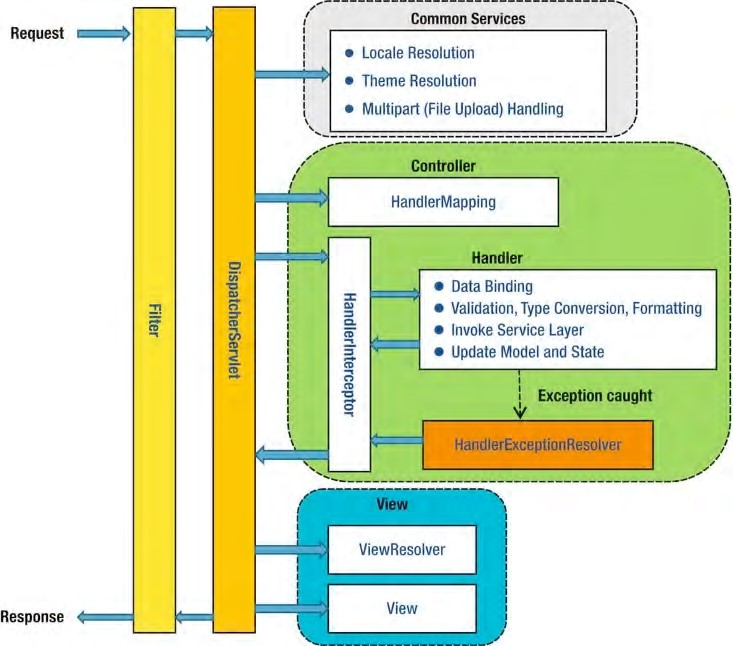 Request
Filter
DispatcherServlet
Common Services
Locale Resolution
Theme Resolution
Multipart (File Upload) Handling
Controller
HandlerMapping
HandlerInterceptor
Handler
Data Binding
Validation, Type Conversion, Formatting
Invoke Service Layer
Update Model and State
Exception caught
HandlerExceptionResolver
View
ViewResolver
View
Response